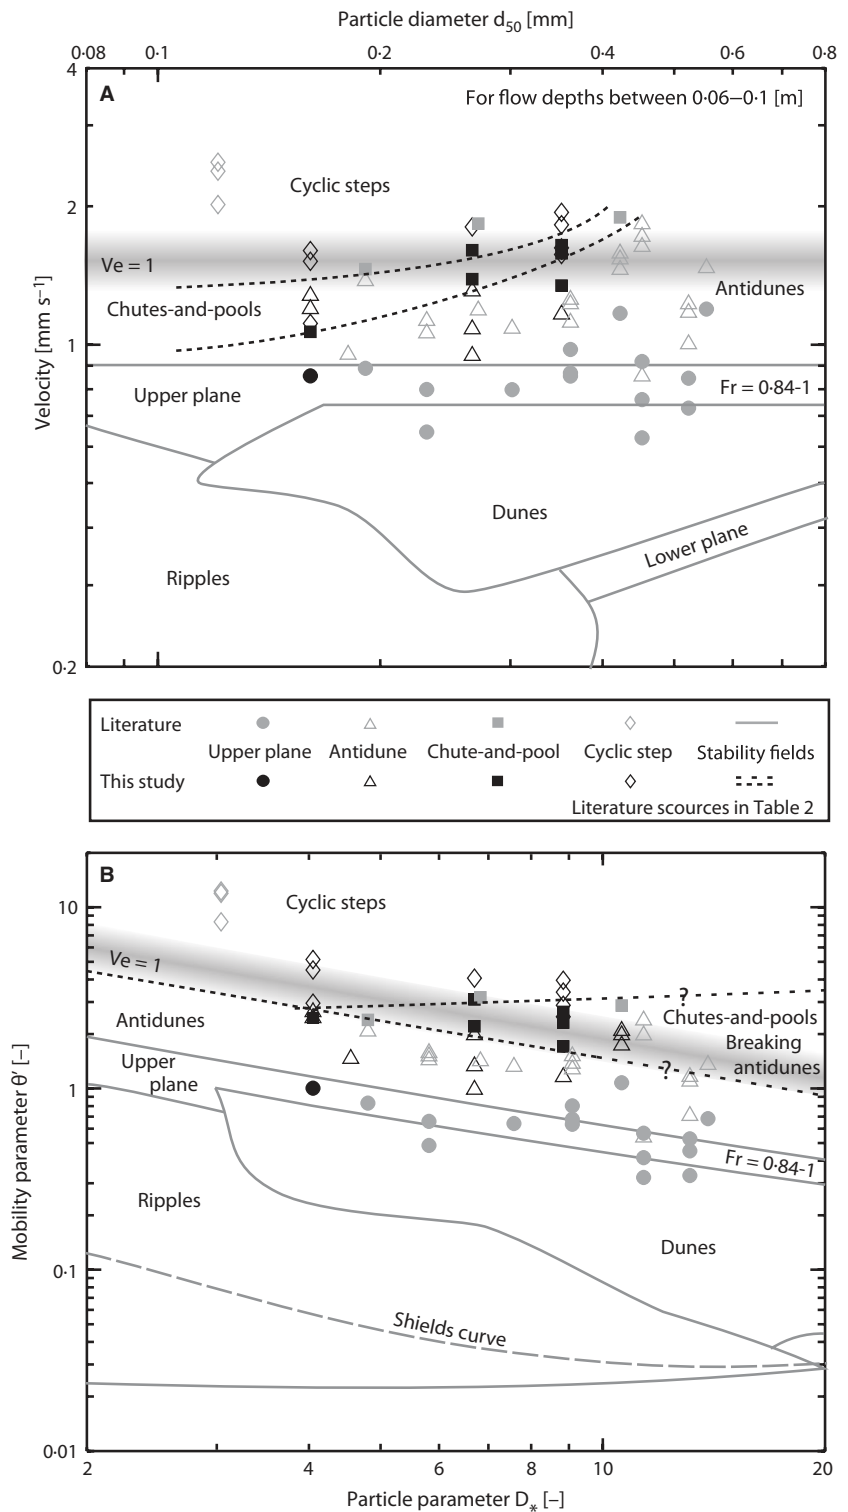 Particle diameter d50 [mm]
0·08 0·1 0·2 0·4 0·6 0·8
4
A
For flow depths between 0·06–0·1 [m]
Cyclic steps
2
Ve = 1
Chutes-and-pools
Antidunes
Velocity [mm s–1]
1
Upper plane
Fr = 0·84-1
Dunes
Lower plane
Ripples
0·2
Literature
Upper plane Antidune Chute-and-pool Cyclic step Stability fields
This study
Literature scources in Table 2
B
10
Cyclic steps
Ve = 1
?
Chutes-and-pools
Antidunes
Breaking
antidunes
?
Upper
plane
1
Mobility parameter θ′ [–]
Fr = 0·84-1
Ripples
Dunes
0·1
Shields curve
0·01
2 4 10 20
Particle parameter D* [–]